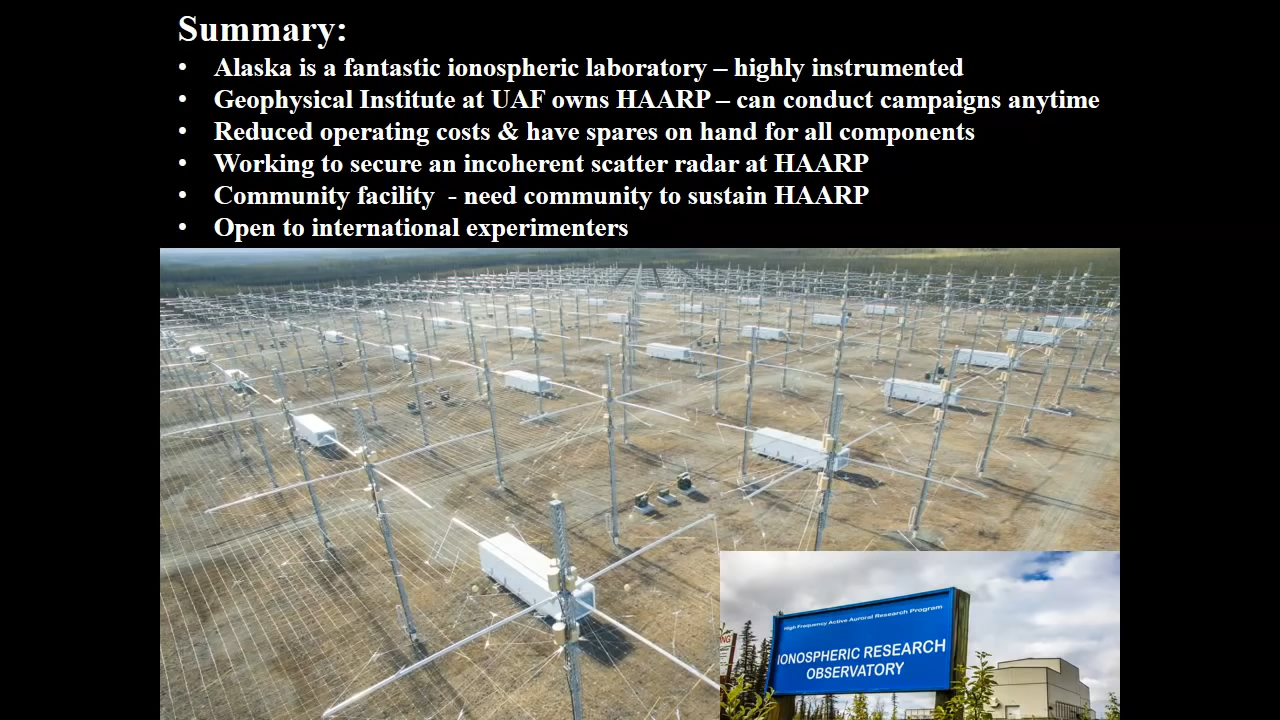 Summary:
• Alaska is a fantastic ionospheric laboratory – highly instrumented
• Geophysical Institute at UAF owns HAARP – can conduct campaigns anytime
• Reduced operating costs & have spares on hand for all components
• Working to secure an incoherent scatter radar at HAARP
• Community facility  - need community to sustain HAARP
• Open to international experimenters
High Frequency Active Auroral Research Program
IONOSPHERIC RESEARCH
OBSERVATORY